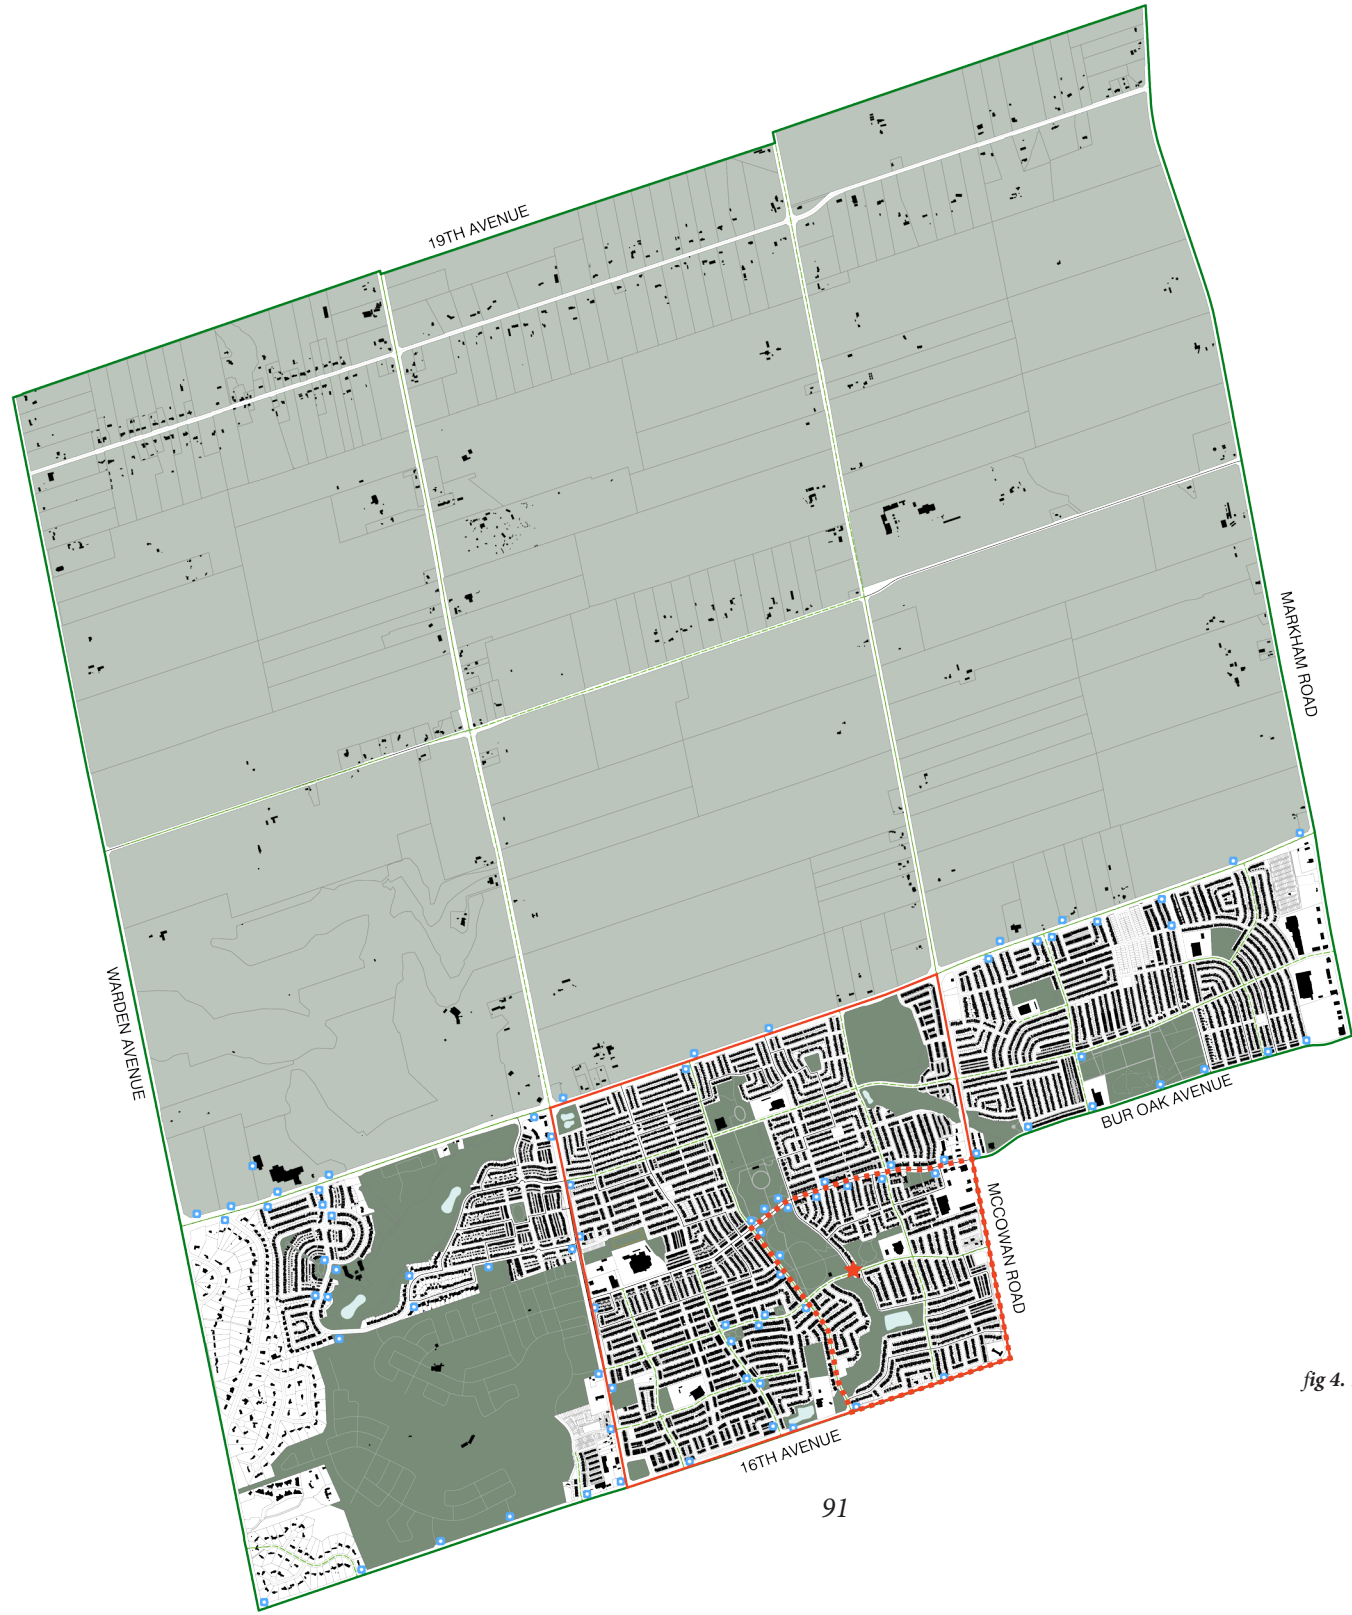 19TH AVENUE
MARKHAM ROAD
WARDEN AVENUE
BUR OAK AVENUE
MCCOWAN ROAD
fig 4.
16TH AVENUE
91